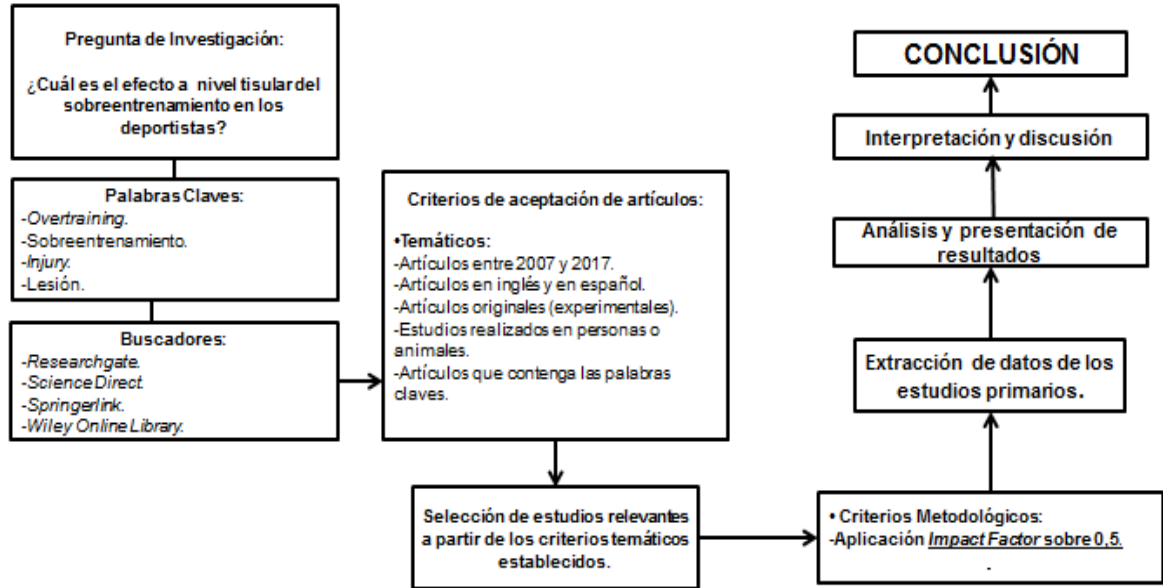 Pregunta de Investigación:
¿Cuál es el efecto a nivel tisular del
sobreentrenamiento en los
deportistas?
Palabras Claves:
-Overtraining.
-Sobreentrenamiento.
-Injury.
-Lesión.
Buscadores:
-Researchgate.
-Science Direct.
-Springerlink.
-Wiley Online Library.
Criterios de aceptación de artículos:
•Temáticos:
-Artículos entre 2007 y 2017.
-Artículos en inglés y en español.
-Artículos originales (experimentales).
-Estudios realizados en personas o
animales.
-Artículos que contenga las palabras
claves.
Selección de estudios relevantes
a partir de los criterios temáticos
establecidos.
• Criterios Metodológicos:
-Aplicación Impact Factor sobre 0,5.
.
Extracción de datos de los
estudios primarios.
Análisis y presentación de
resultados
Interpretación y discusión
CONCLUSIÓN